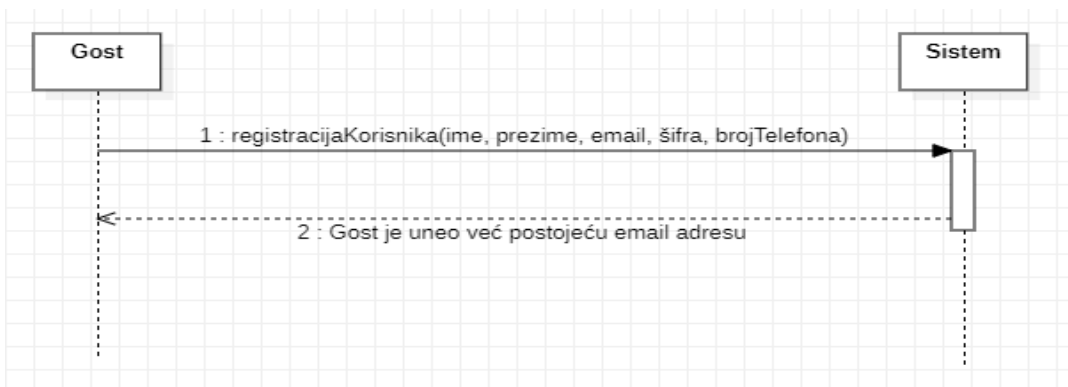 Gost
Sistem
1 : registracijaKorisnika(ime, prezime, email, šifra, brojTelefona)
2 : Gost je uneo već postojeću email adresu